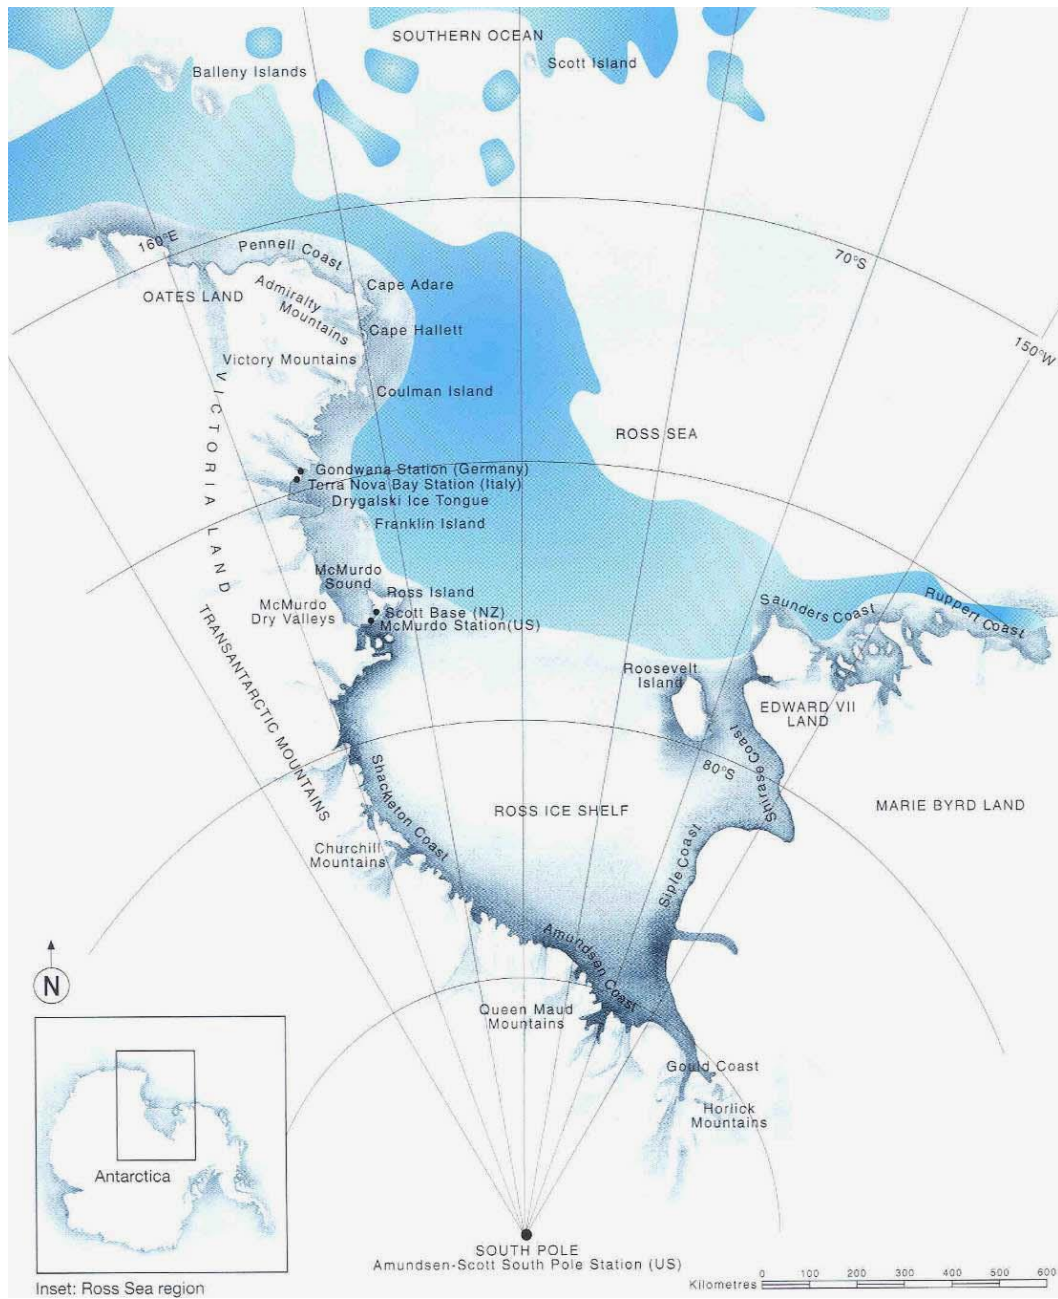 SOUTHERN OCEAN
Scott Island
Balleny Islands
160°E
Pennell Coast
70°S
Cape Adare
OATES LAND
Admiralty
Mountains
Cape Hallett
150°W
Victory Mountains
Coulman Island
VICTORIA LAND
ROSS SEA
Gondwana Station (Germany)
Terra Nova Bay Station (Italy)
Drygalski Ice Tongue
Franklin Island
McMurdo
Sound
Ross Island
McMurdo
Dry Valleys
Scott Base (NZ)
McMurdo Station(US)
Saunders Coast
Ruppert Coast
TRANSANTARCTIC MOUNTAINS
Roosevelt
Island
EDWARD VII
LAND
Shirase Coast
80°S
Shackleton Coast
ROSS ICE SHELF
MARIE BYRD LAND
Churchill
Mountains
Siple Coast
Amundsen Coast
N
Queen Maud
Mountains
Gould Coast
Horlick
Mountains
Antarctica
SOUTH POLE
Amundsen-Scott South Pole Station (US)
Inset: Ross Sea region
Kilometres
0 100 200 300 400 500 600